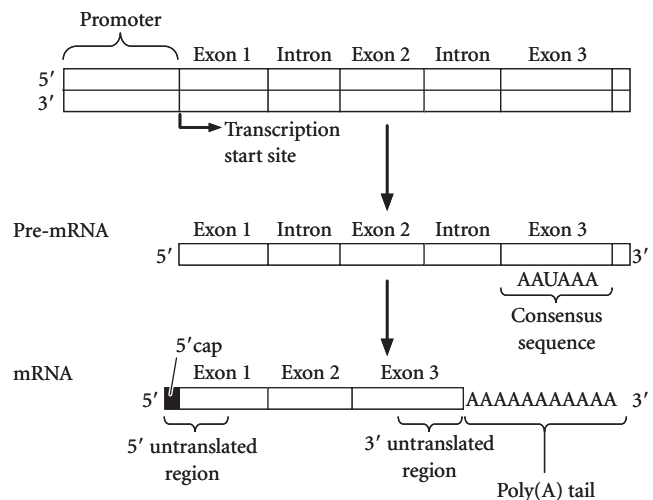 Promoter
Exon 1 Intron Exon 2 Intron Exon 3
5′
3′
Transcription
start site
Pre-mRNA
Exon 1 Intron Exon 2 Intron Exon 3
5′ 3′
AAUAAA
Consensus
sequence
5′cap
mRNA
Exon 1 Exon 2 Exon 3
5′ AAAAAAAAAAA 3′
5′ untranslated
region
3′ untranslated
region
Poly(A) tail